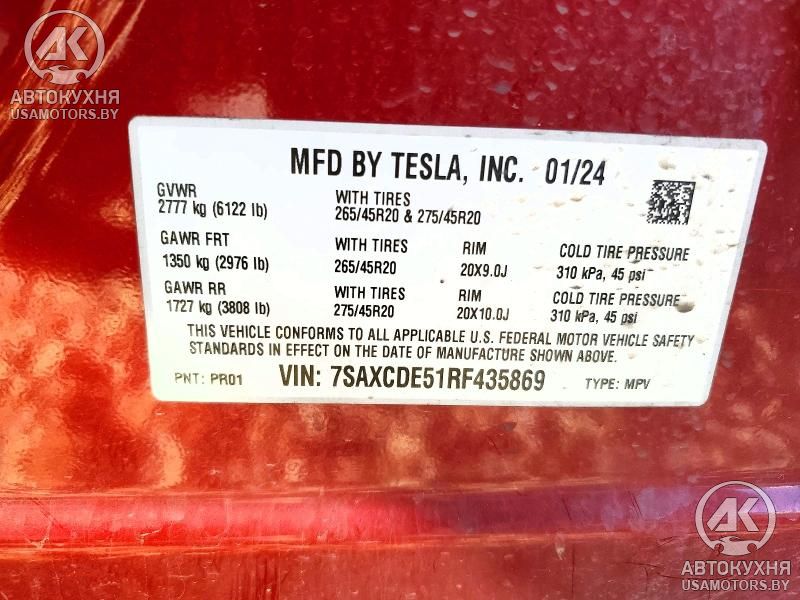 АК
АВТОКУХНЯ
USAMOTORS.BY
MFD BY TESLA, INC. 01/24
GVWR
2777 kg (6122 lb)
WITH TIRES
265/45R20 & 275/45R20
GAWR FRT
1350 kg (2976 lb)
WITH TIRES
265/45R20
RIM
20X9.0J
COLD TIRE PRESSURE
310 kPa, 45 psi
GAWR RR
1727 kg (3808 lb)
WITH TIRES
275/45R20
RIM
20X10.0J
COLD TIRE PRESSURE
310 kPa, 45 psi
THIS VEHICLE CONFORMS TO ALL APPLICABLE U.S. FEDERAL MOTOR VEHICLE SAFETY
STANDARDS IN EFFECT ON THE DATE OF MANUFACTURE SHOWN ABOVE.
PNT: PR01 VIN: 7SAXCDE51RF435869 TYPE: MPV
АК
АВТОКУХНЯ
USAMOTORS.BY